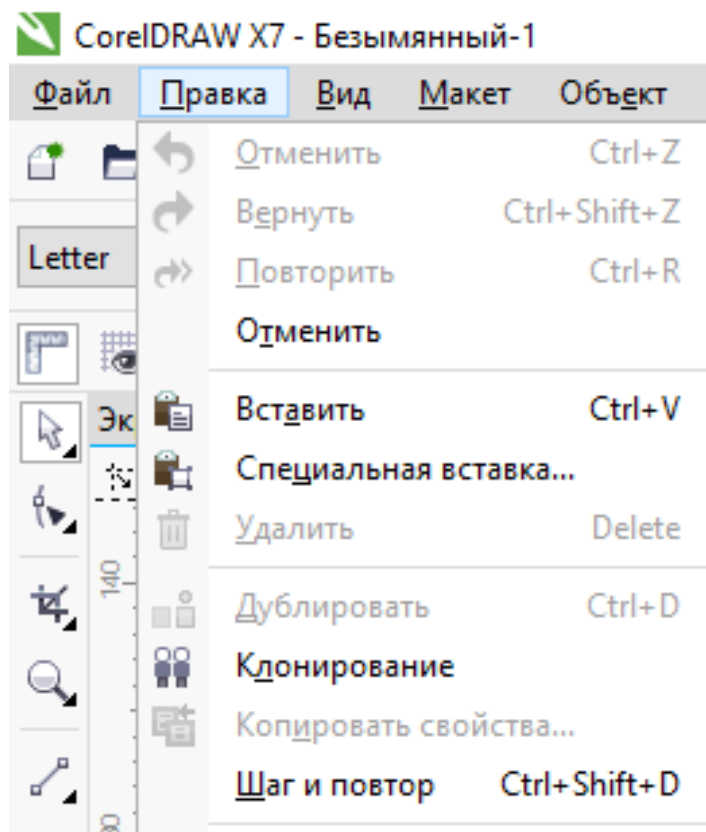 CorelDRAW X7 - Безымянный-1
Файл Правка Вид Макет Объект
Отменить Ctrl+Z
Вернуть Ctrl+Shift+Z
Letter
Повторить Ctrl+R
Отменить
Вставить Ctrl+V
Эк
Специальная вставка...
Удалить Delete
140
Дублировать Ctrl+D
Клонирование
Копировать свойства...
Шаг и повтор Ctrl+Shift+D